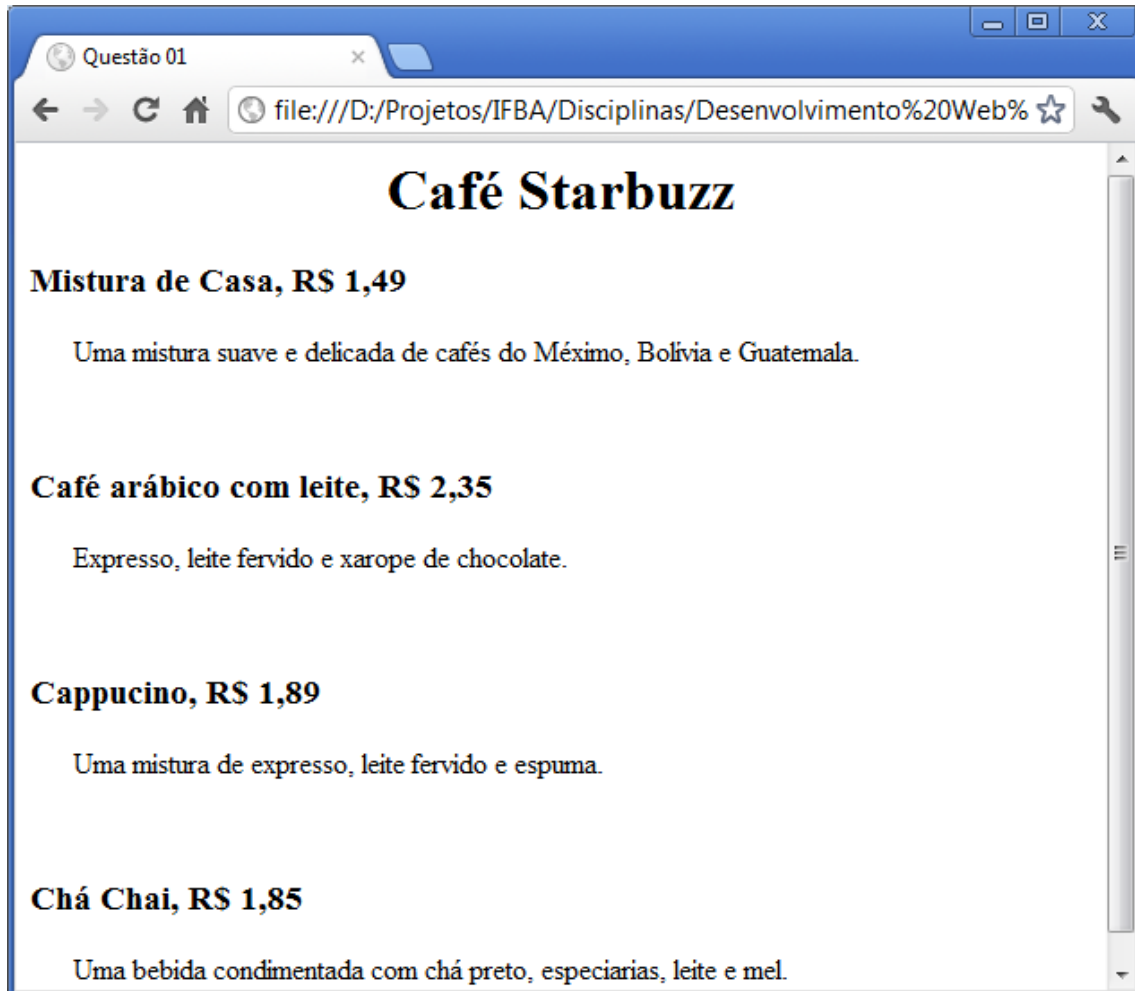 Questão 01
file:///D:/Projetos/IFBA/Disciplinas/Desenvolvimento%20Web%
Café Starbuzz
Mistura de Casa, R$ 1,49
Uma mistura suave e delicada de cafés do Méximo, Bolívia e Guatemala.
Café arábico com leite, R$ 2,35
Expresso, leite fervido e xarope de chocolate.
Cappucino, R$ 1,89
Uma mistura de expresso, leite fervido e espuma.
Chá Chai, R$ 1,85
Uma bebida condimentada com chá preto, especiarias, leite e mel.